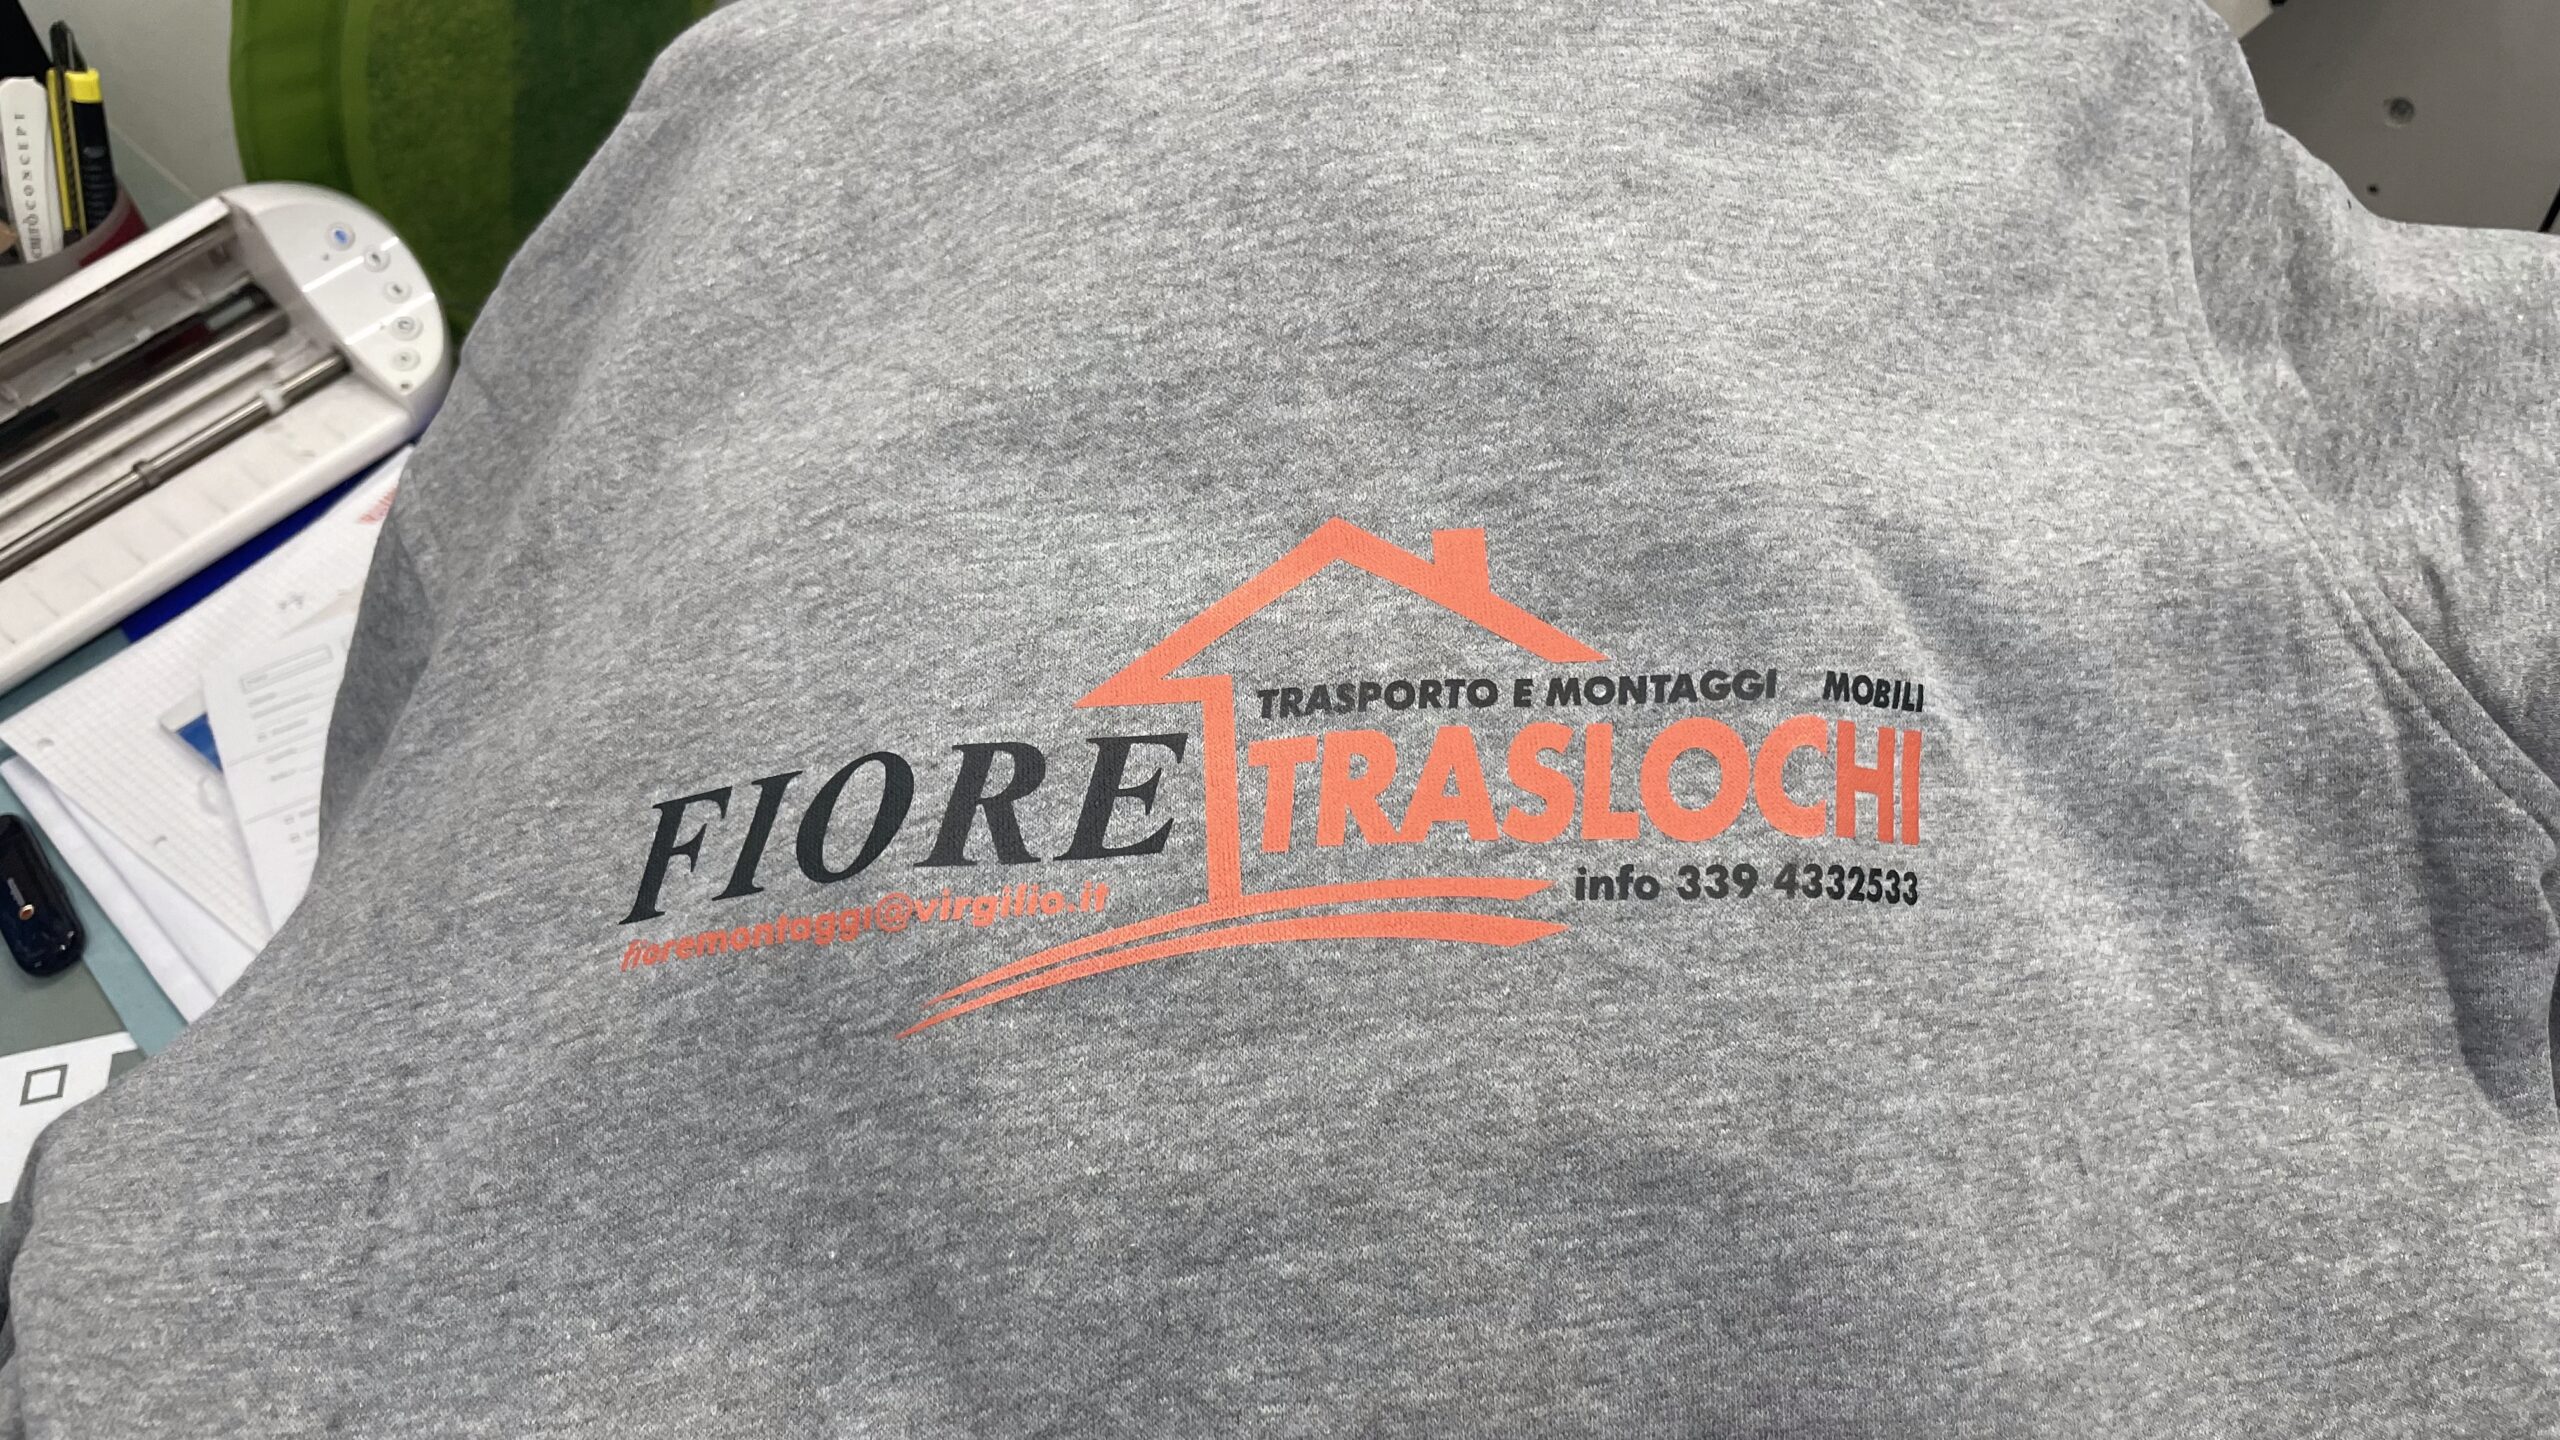 TRASPORTO E MONTAGGI MOBILI
FIORE TRASLOCHI
info 339 4332533
fioremontaggi@virgilio.it